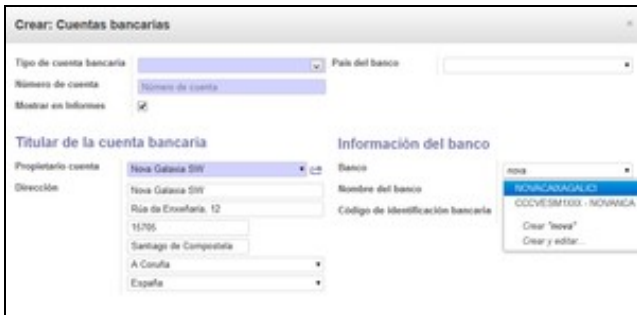 Crear: Cuentas bancarias
Tipo de cuenta bancaria
País del banco
Número de cuenta
Número de cuenta
Mostrar en Informes
Titular de la cuenta bancaria
Información del banco
Propietario cuenta
Nova Galaxia SW
Banco
nova
Dirección
Nova Galaxia SW
Nombre del banco
NOVACAIXAGALICI
Rúa da Enxeñaría, 12
Código de identificación bancaria
CCCVESM1XXX - NOVANCA
15705
Crear "nova"
Santiago de Compostela
Crear y editar...
A Coruña
España